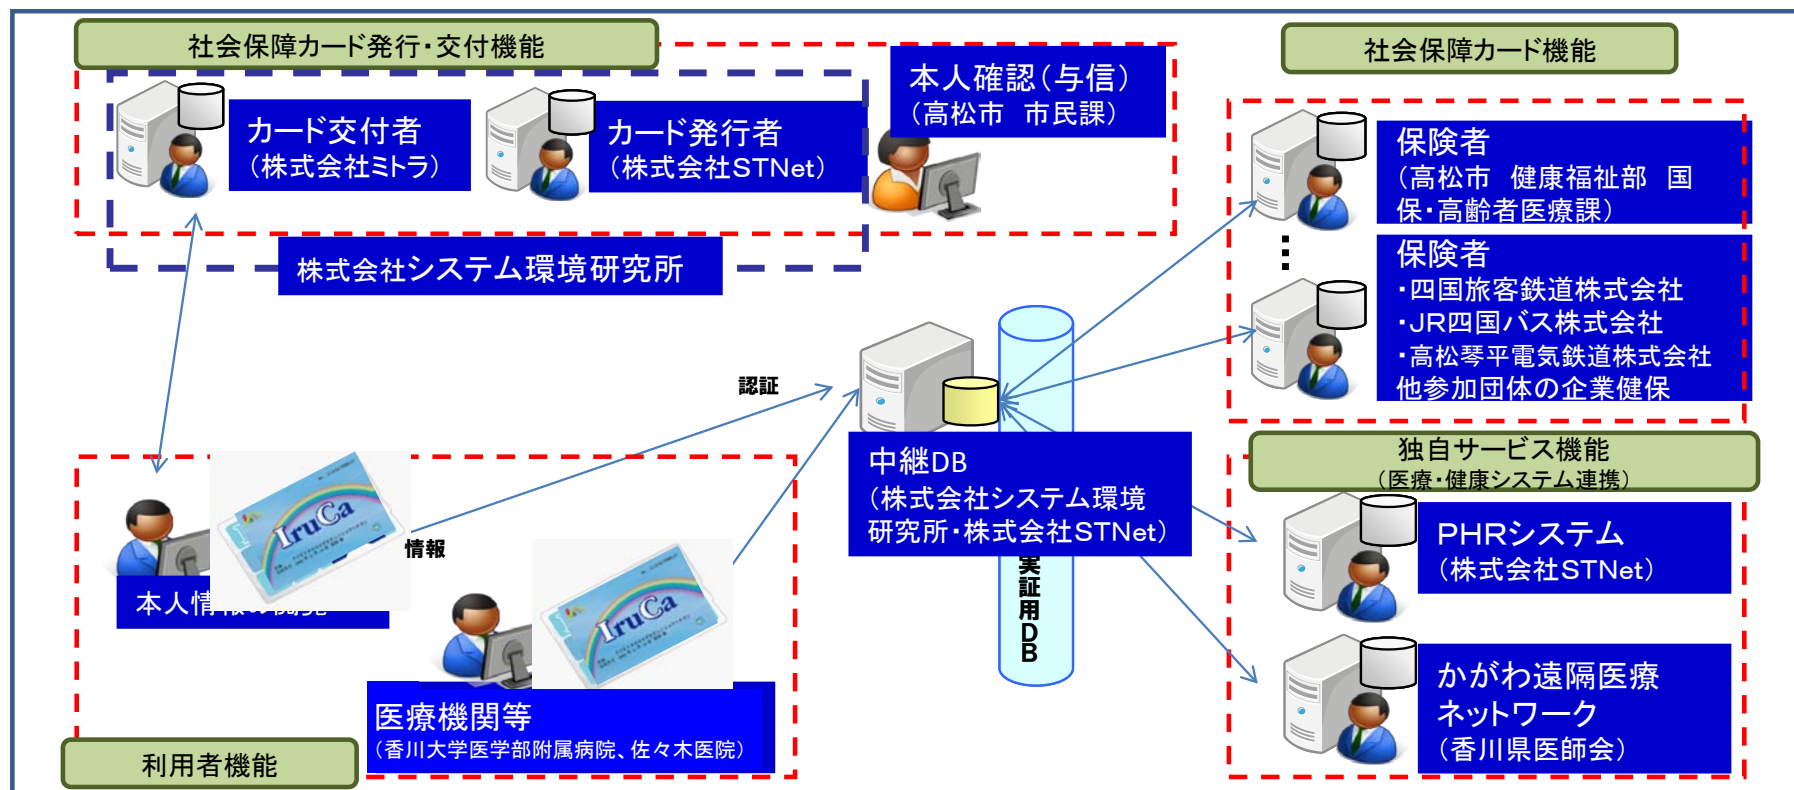 社会保障カード発行・交付機能
カード交付者
（株式会社ミトラ）
カード発行者
（株式会社STNet）
本人確認（与信）
（高松市　市民課）
株式会社システム環境研究所
社会保障カード機能
保険者
（高松市　健康福祉部　国
保・高齢者医療課）
保険者
・四国旅客鉄道株式会社
・JR四国バス株式会社
・高松琴平電気鉄道株式会社
他参加団体の企業健保
認証
中継DB
（株式会社システム環境
研究所・株式会社STNet）
実証用DB
独自サービス機能
（医療・健康システム連携）
PHRシステム
（株式会社STNet）
かがわ遠隔医療
ネットワーク
（香川県医師会）
IruCa
情報
本人情報の
IruCa
医療機関等
（香川大学医学部附属病院、佐々木医院）
利用者機能